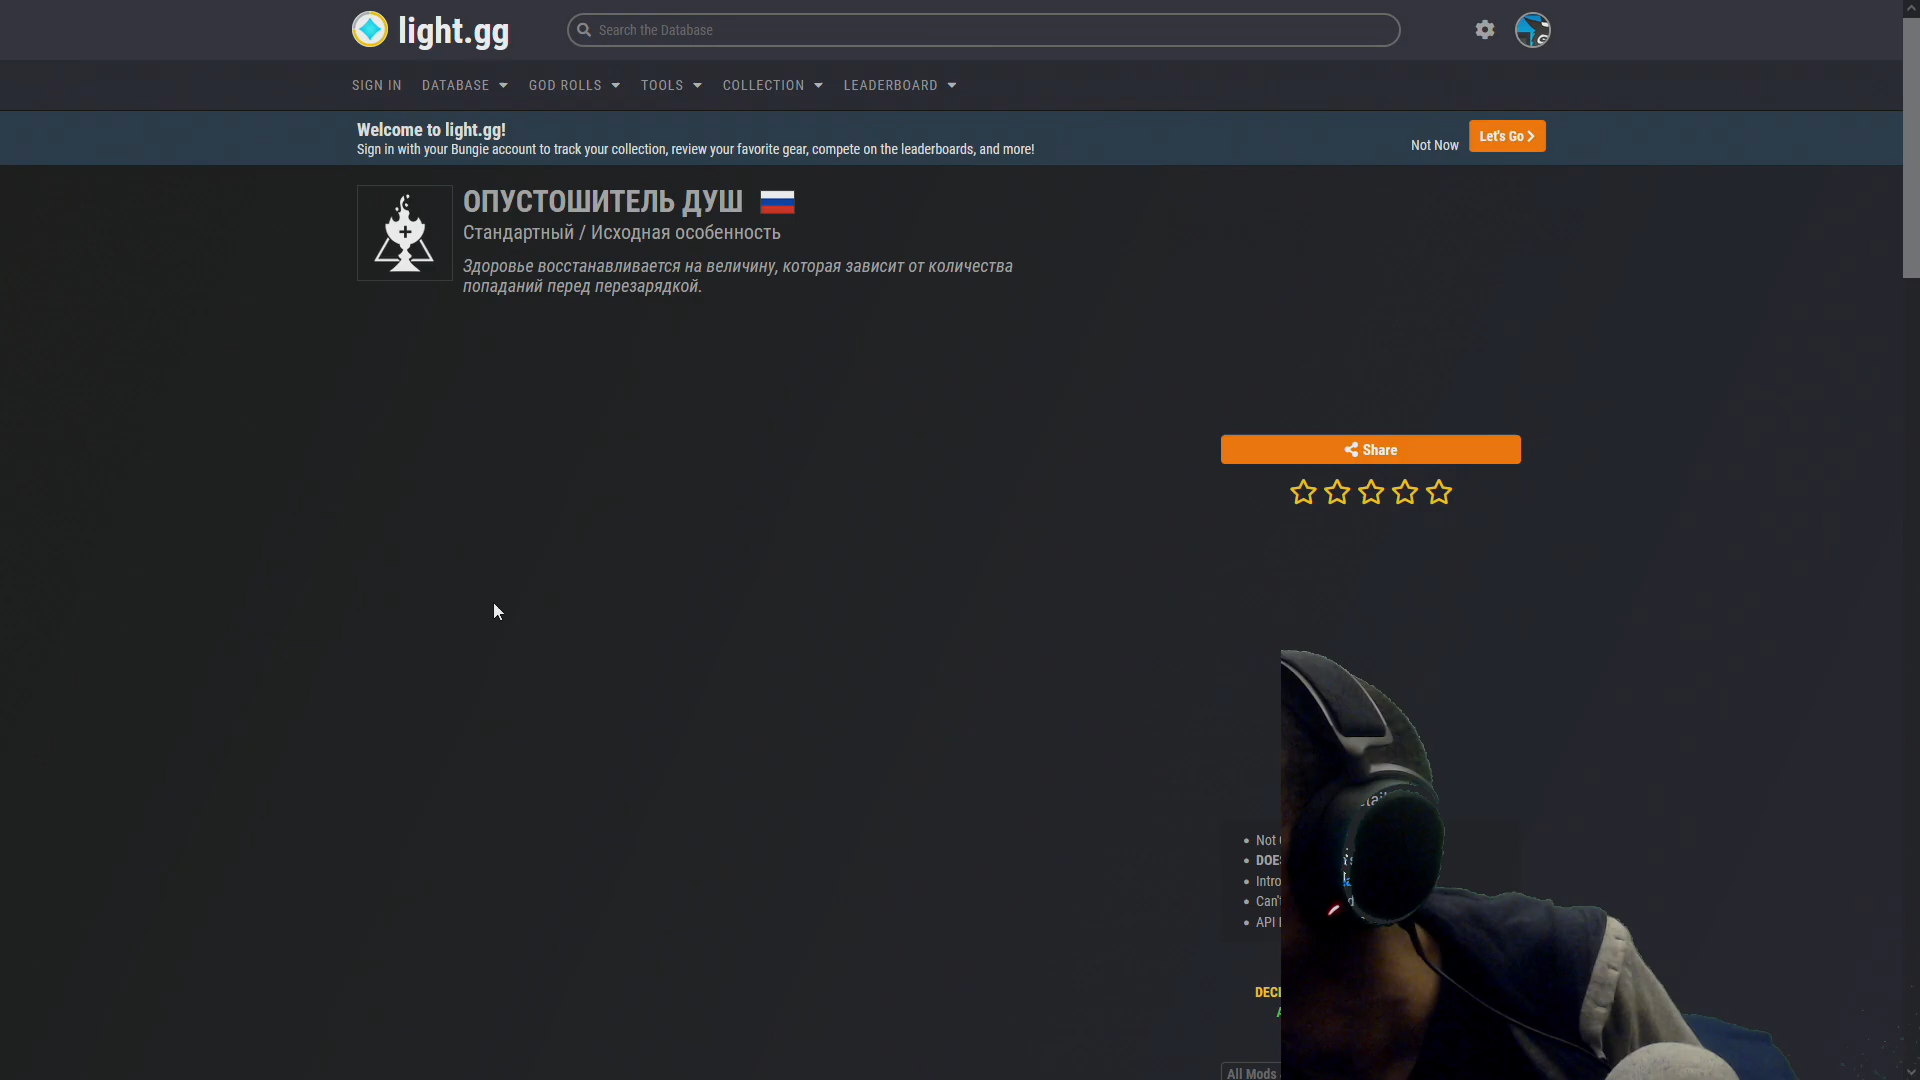 light.gg
Search the Database
SIGN IN DATABASE GOD ROLLS TOOLS COLLECTION LEADERBOARD
Welcome to light.gg!
Sign in with your Bungie account to track your collection, review your favorite gear, compete on the leaderboards, and more!
Not Now
Let's Go
ОПУСТОШИТЕЛЬ ДУШ
Стандартный / Исходная особенность
Здоровье восстанавливается на величину, которая зависит от количества
попаданий перед перезарядкой.
Share
Not
Can't
API
All Mods